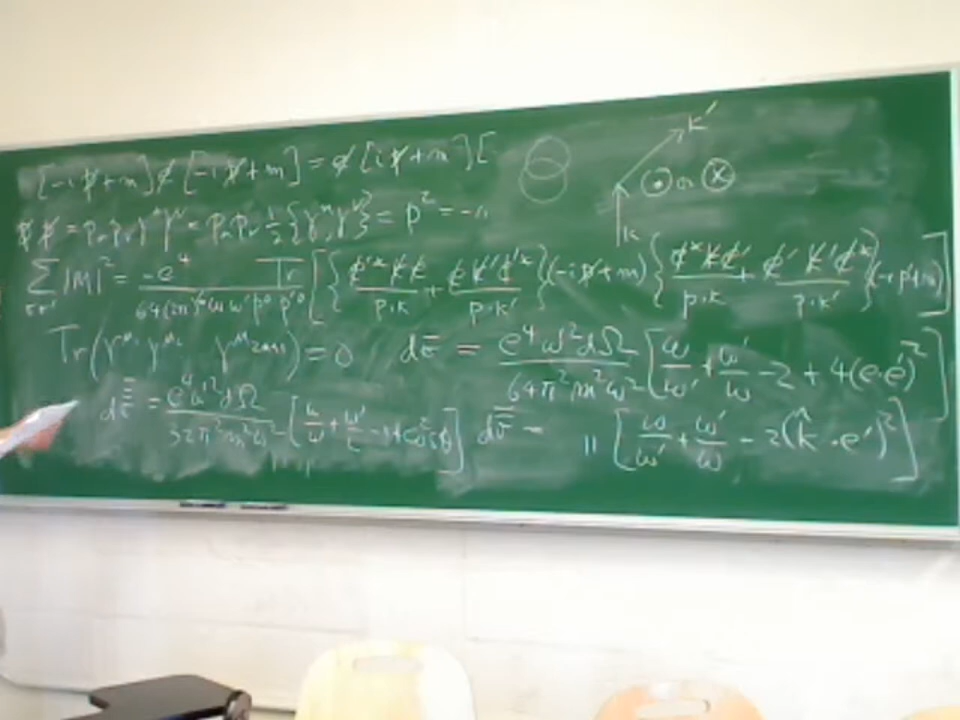 [-i p̸ + m] e̸ [-i p̸ + m] = e̸ [i p̸ + m] [
p̸ p̸ = p_μ p_ν γ^μ γ^ν = p_μ p_ν 1/2 {γ^μ, γ^ν} = p² = -
k'
⊙ or ⊗
k
Σ |M|² = -e⁴ / 64(2π)⁶ ω ω' p⁰ p'⁰ Tr [ { e̸'* k̸ e̸ / p·k + e̸ k̸' e̸'* / p·k' } (-i p̸ + m) { e̸* k̸ e̸' / p·k + e̸' k̸' e̸* / p·k' } (-i p̸' + m) ]
Tr(γ^μ₁ γ^μ₂ γ^μ₂ₙ₊₁) = 0 dσ̄ = e⁴ ω'² dΩ / 64π² m² ω² [ ω/ω' + ω'/ω - 2 + 4(e·e')² ]
dσ̿ = e⁴ ω'² dΩ / 32π² m² ω² [ ω/ω' + ω'/ω - 1 + cos²θ ] dσ̿ = " [ ω/ω' + ω'/ω - 2(k̂·e')² ]